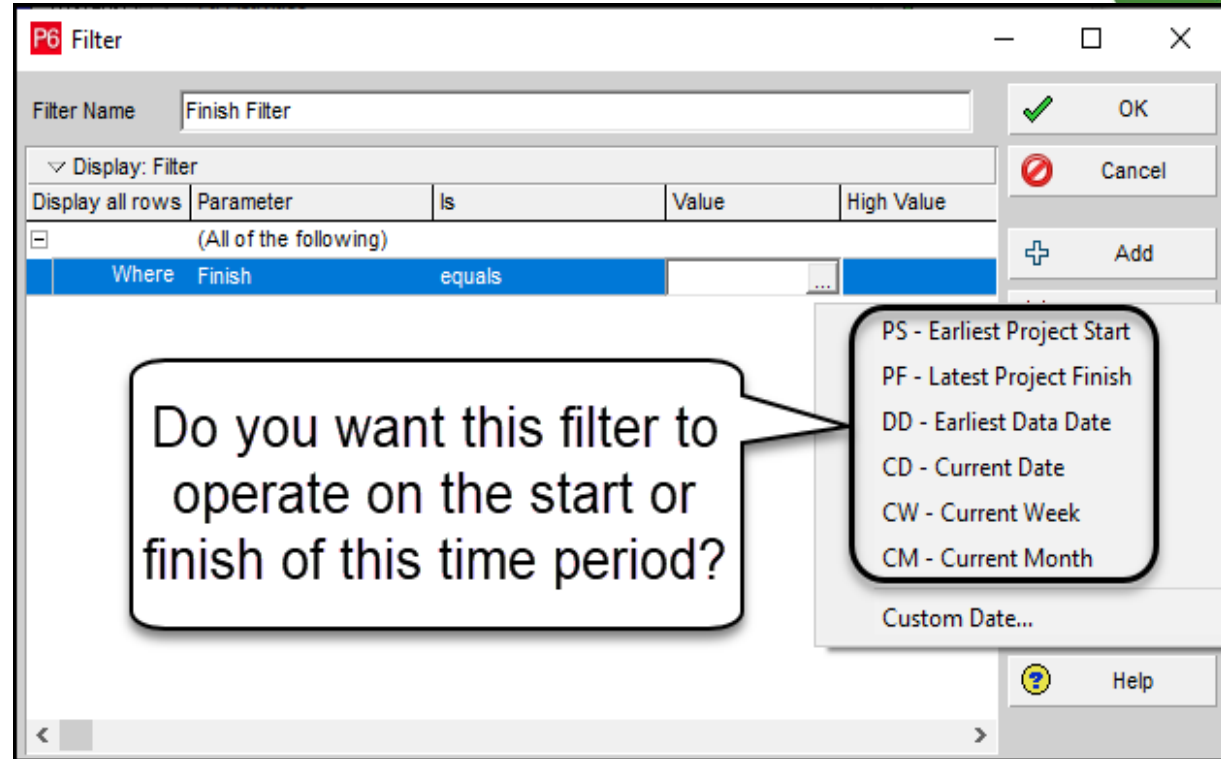 P6 Filter
Filter Name Finish Filter
OK
Display: Filter
Cancel
Display all rows Parameter Is Value High Value
(All of the following)
Add
Where Finish equals ...
PS - Earliest Project Start
PF - Latest Project Finish
DD - Earliest Data Date
CD - Current Date
CW - Current Week
CM - Current Month
Custom Date...
Do you want this filter to
operate on the start or
finish of this time period?
Help